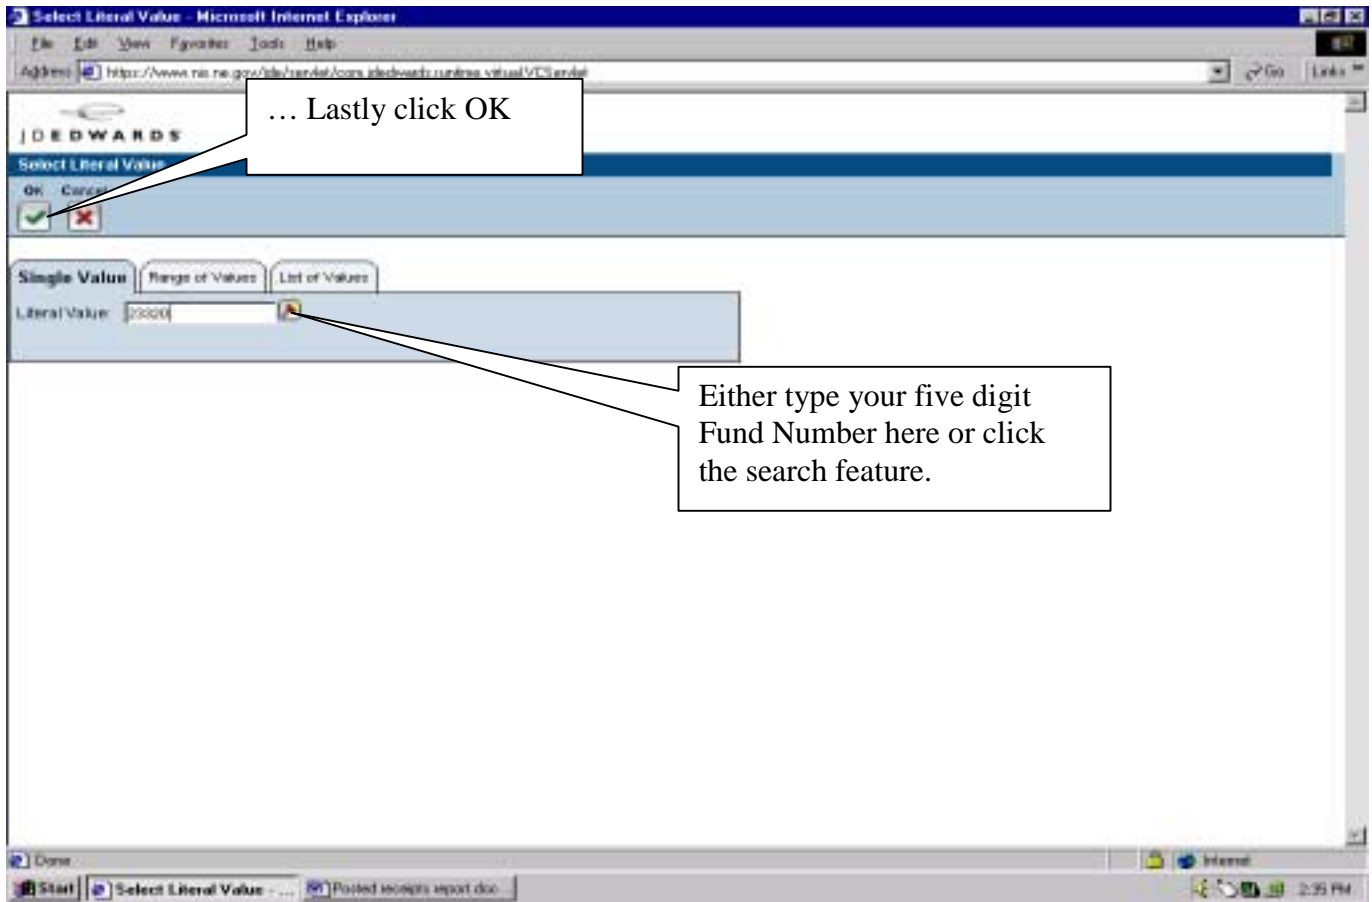 Select Literal Value - Microsoft Internet Explorer
File Edit View Favorites Tools Help
Address Go Links
… Lastly click OK
JDEDWARDS
Select Literal Value
OK Cancel
Single Value Range of Values List of Values
Literal Value: 23320
Either type your five digit
Fund Number here or click
the search feature.
Done Internet
Start Select Literal Value - ... Posted receipts report.doc 2:35 PM